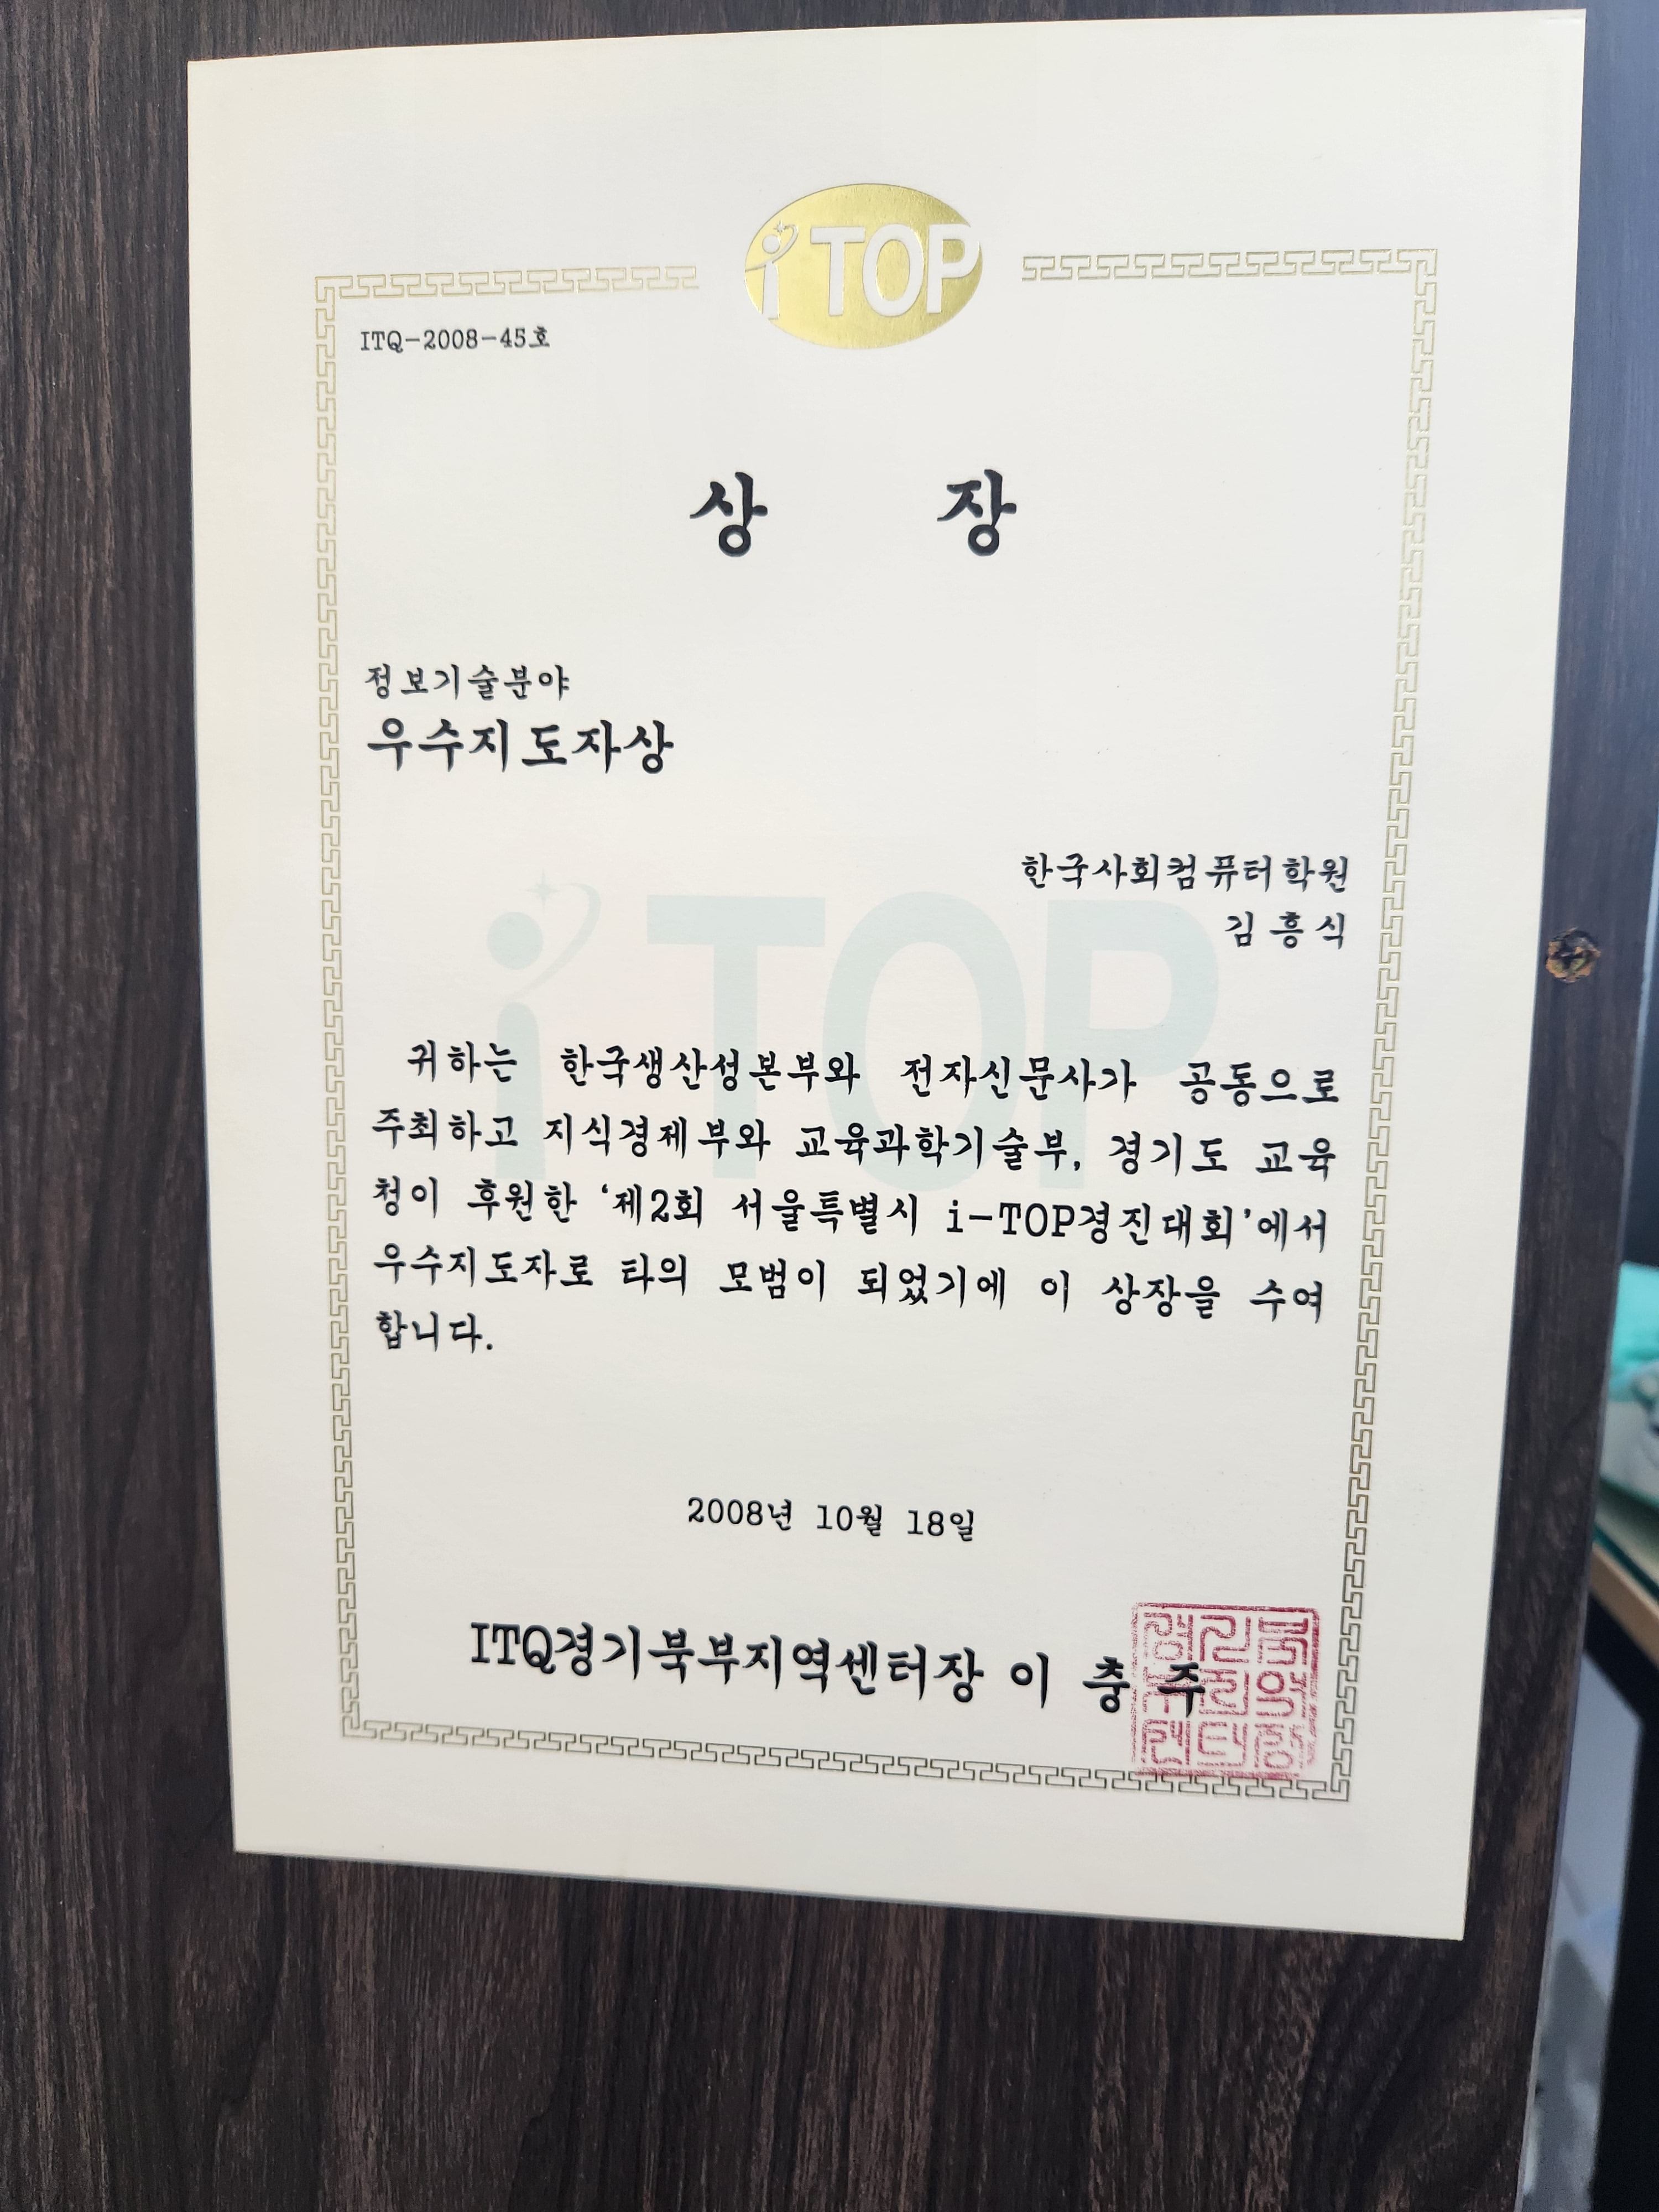 i TOP
ITQ-2008-45호
상 장
정보기술분야
우수지도자상
한국사회컴퓨터학원
김 흥 식
i TOP
귀하는 한국생산성본부와 전자신문사가 공동으로
주최하고 지식경제부와 교육과학기술부, 경기도 교육
청이 후원한 ‘제2회 서울특별시 i-TOP경진대회’에서
우수지도자로 타의 모범이 되었기에 이 상장을 수여
합니다.
2008년 10월 18일
ITQ경기북부지역센터장 이 충 주